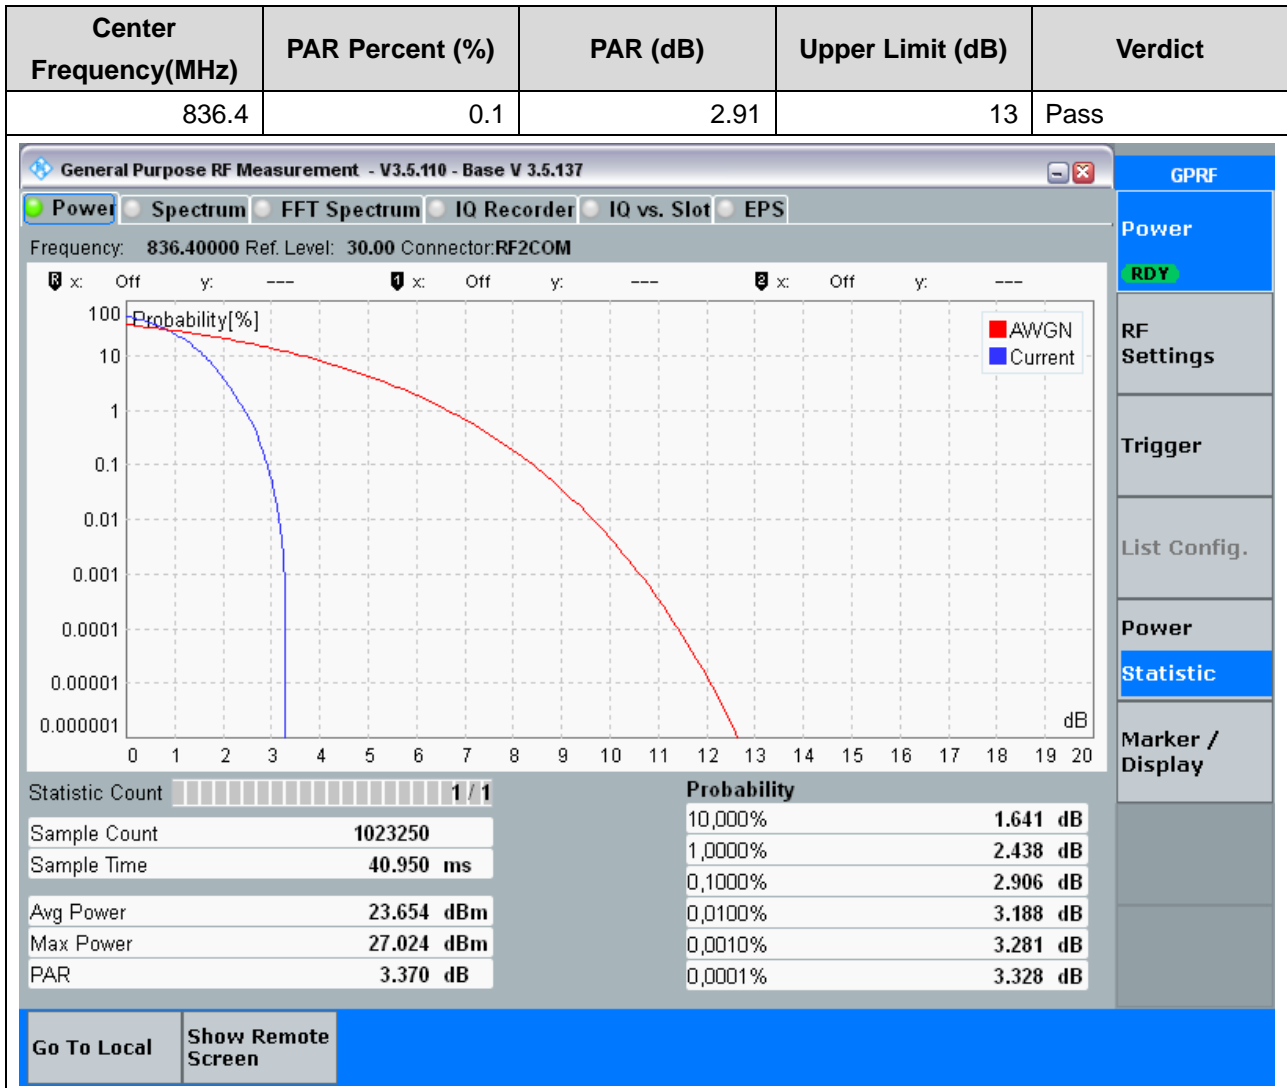 Center Frequency(MHz) PAR Percent (%) PAR (dB) Upper Limit (dB) Verdict
836.4 0.1 2.91 13 Pass
General Purpose RF Measurement - V3.5.110 - Base V 3.5.137
GPRF
Power Spectrum FFT Spectrum IQ Recorder IQ vs. Slot EPS
Frequency: 836.40000 Ref. Level: 30.00 Connector:RF2COM
R x: Off y: --- 1 x: Off y: --- 2 x: Off y: ---
Probability[%]
AWGN
Current
100
10
1
0.1
0.01
0.001
0.0001
0.00001
0.000001
dB
0 1 2 3 4 5 6 7 8 9 10 11 12 13 14 15 16 17 18 19 20
Statistic Count 1 / 1
Sample Count 1023250
Sample Time 40.950 ms
Avg Power 23.654 dBm
Max Power 27.024 dBm
PAR 3.370 dB
Probability
10,000% 1.641 dB
1,0000% 2.438 dB
0,1000% 2.906 dB
0,0100% 3.188 dB
0,0010% 3.281 dB
0,0001% 3.328 dB
Power
RDY
RF
Settings
Trigger
List Config.
Power
Statistic
Marker /
Display
Go To Local
Show Remote
Screen